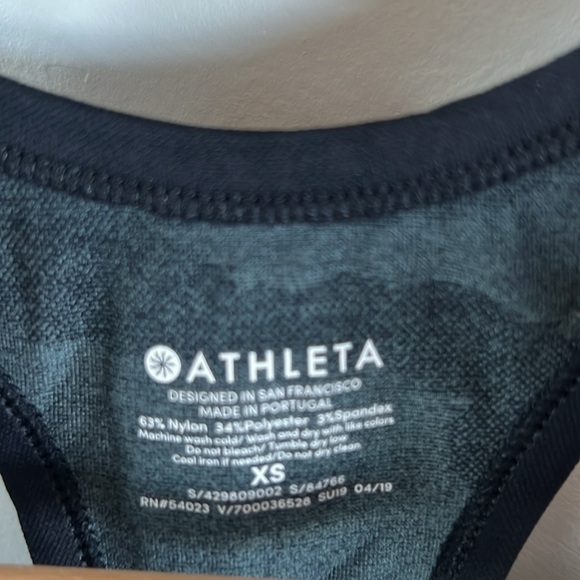 ATHLETA
DESIGNED IN SAN FRANCISCO
MADE IN PORTUGAL
63% Nylon 34%Polyester 3%Spandex
Machine wash cold/ Wash and dry with like colors
Do not bleach/ Tumble dry low
Cool iron if needed/Do not dry clean
XS
S/429809002 S/84766
RN#54023 V/700036528 SU19 04/19